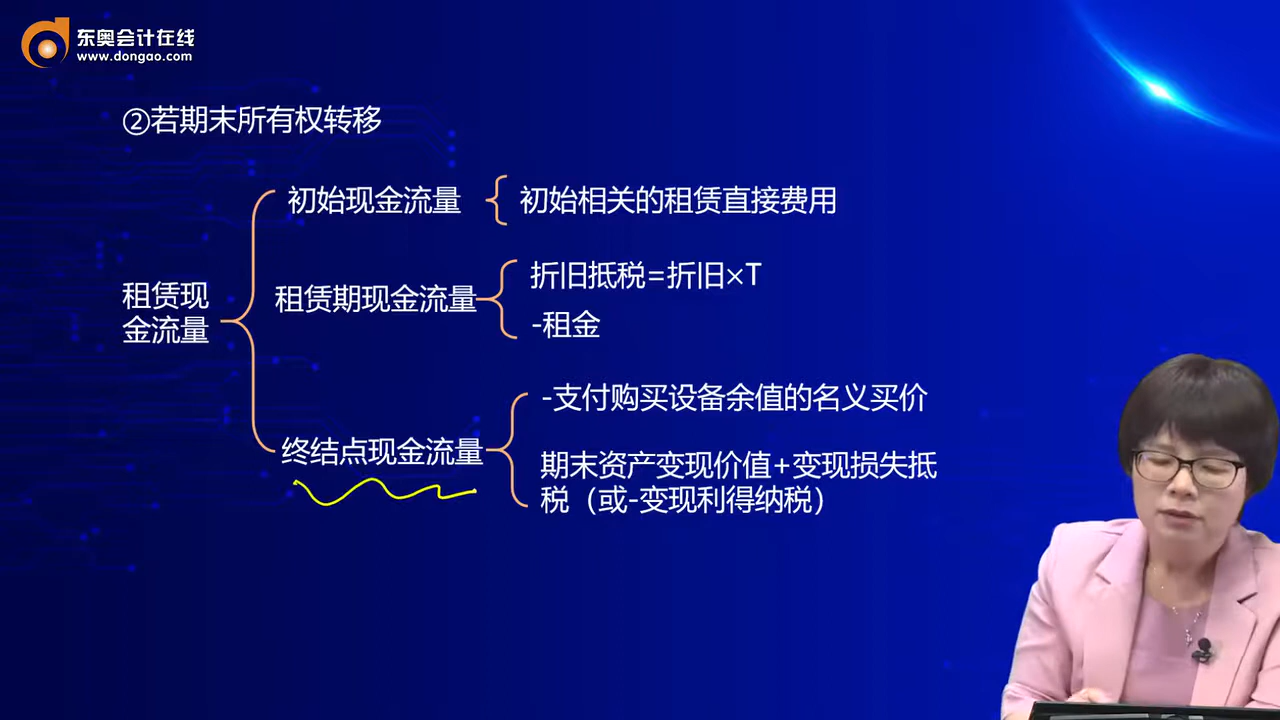 东奥会计在线
www.dongao.com
②若期末所有权转移
初始现金流量
初始相关的租赁直接费用
租赁现
金流量
租赁期现金流量
折旧抵税=折旧×T
-租金
终结点现金流量
-支付购买设备余值的名义买价
期末资产变现价值+变现损失抵
税（或-变现利得纳税）